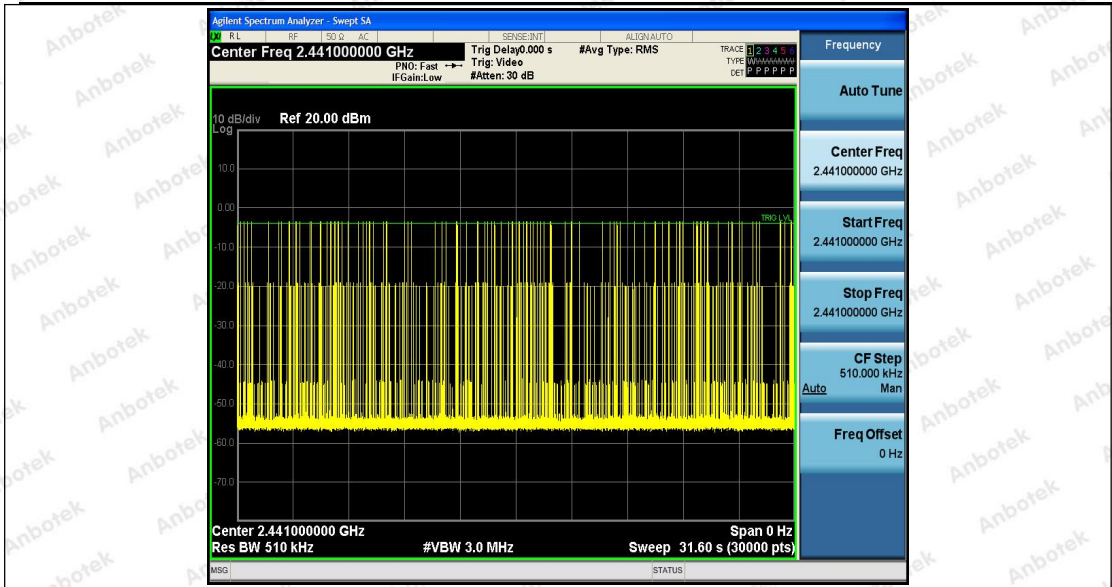 Agilent Spectrum Analyzer - Swept SA
RL RF 50 Ω AC SENSE:INT ALIGN AUTO
Center Freq 2.441000000 GHz
PNO: Fast
IFGain:Low
Trig Delay0.000 s
Trig: Video
#Atten: 30 dB
#Avg Type: RMS
TRACE 1 2 3 4 5 6
TYPE
DET P P P P P P
Frequency
Auto Tune
Center Freq
2.441000000 GHz
Start Freq
2.441000000 GHz
Stop Freq
2.441000000 GHz
CF Step
510.000 kHz
Auto Man
Freq Offset
0 Hz
10 dB/div Ref 20.00 dBm
Log
10.0
0.00
TRIG LVL
-10.0
-20.0
-30.0
-40.0
-50.0
-60.0
-70.0
Center 2.441000000 GHz Span 0 Hz
Res BW 510 kHz #VBW 3.0 MHz Sweep 31.60 s (30000 pts)
MSG STATUS
Anbotek